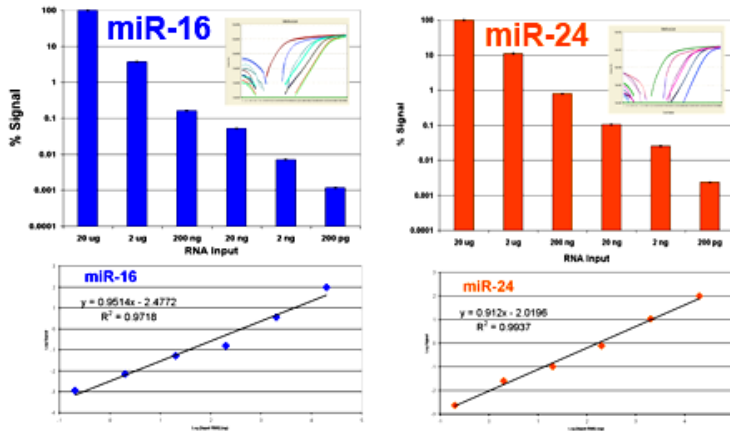 miR-16
100
10
1
0.1
0.01
0.001
0.0001
% Signal
20 ug
2 ug
200 ng
20 ng
2 ng
200 pg
RNA Input
miR-24
100
10
1
0.1
0.01
0.001
0.0001
% Signal
20 ug
2 ug
200 ng
20 ng
2 ng
200 pg
RNA Input
miR-16
y = 0.9514x - 2.4772
R² = 0.9718
miR-24
y = 0.912x - 2.0196
R² = 0.9937